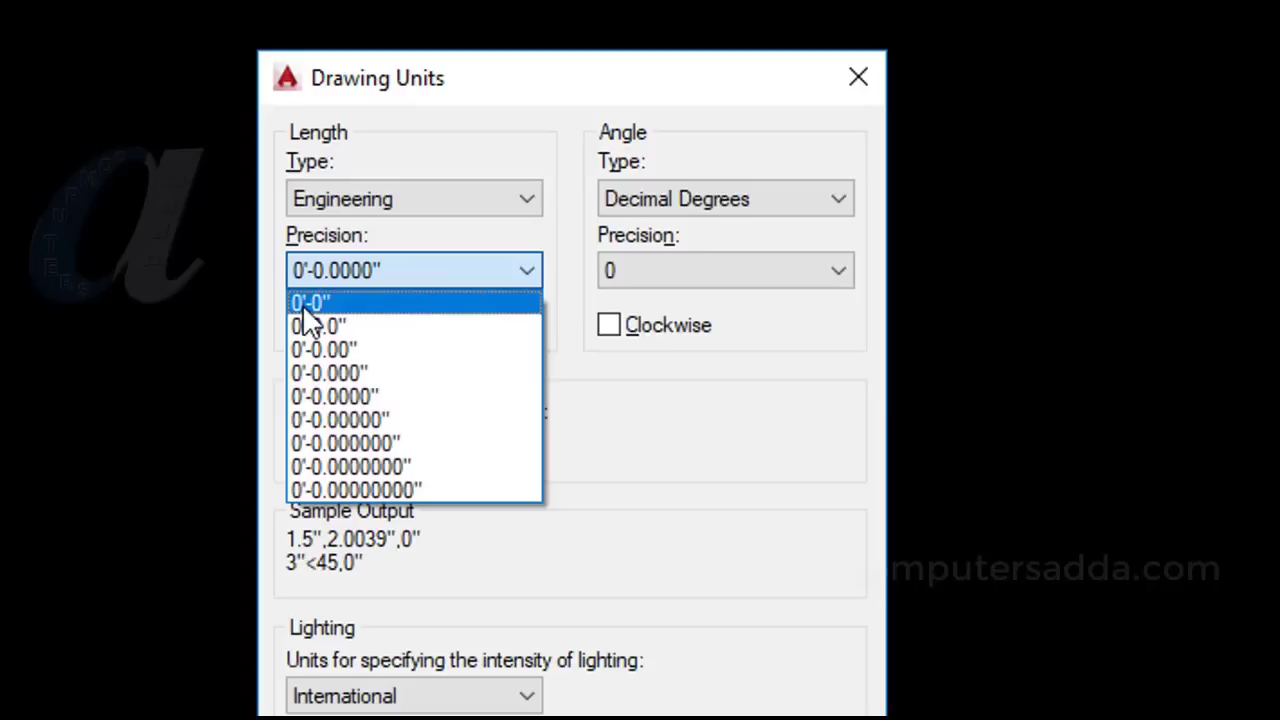 Drawing Units
Length
Type:
Engineering
Precision:
0'-0.0000"
0'-0"
0'-0.00"
0'-0.000"
0'-0.0000"
0'-0.00000"
0'-0.000000"
0'-0.0000000"
0'-0.00000000"
Angle
Type:
Decimal Degrees
Precision:
0
Clockwise
Sample Output
1.5",2.0039",0"
3"<45,0"
Lighting
Units for specifying the intensity of lighting:
International
mputersadda.com